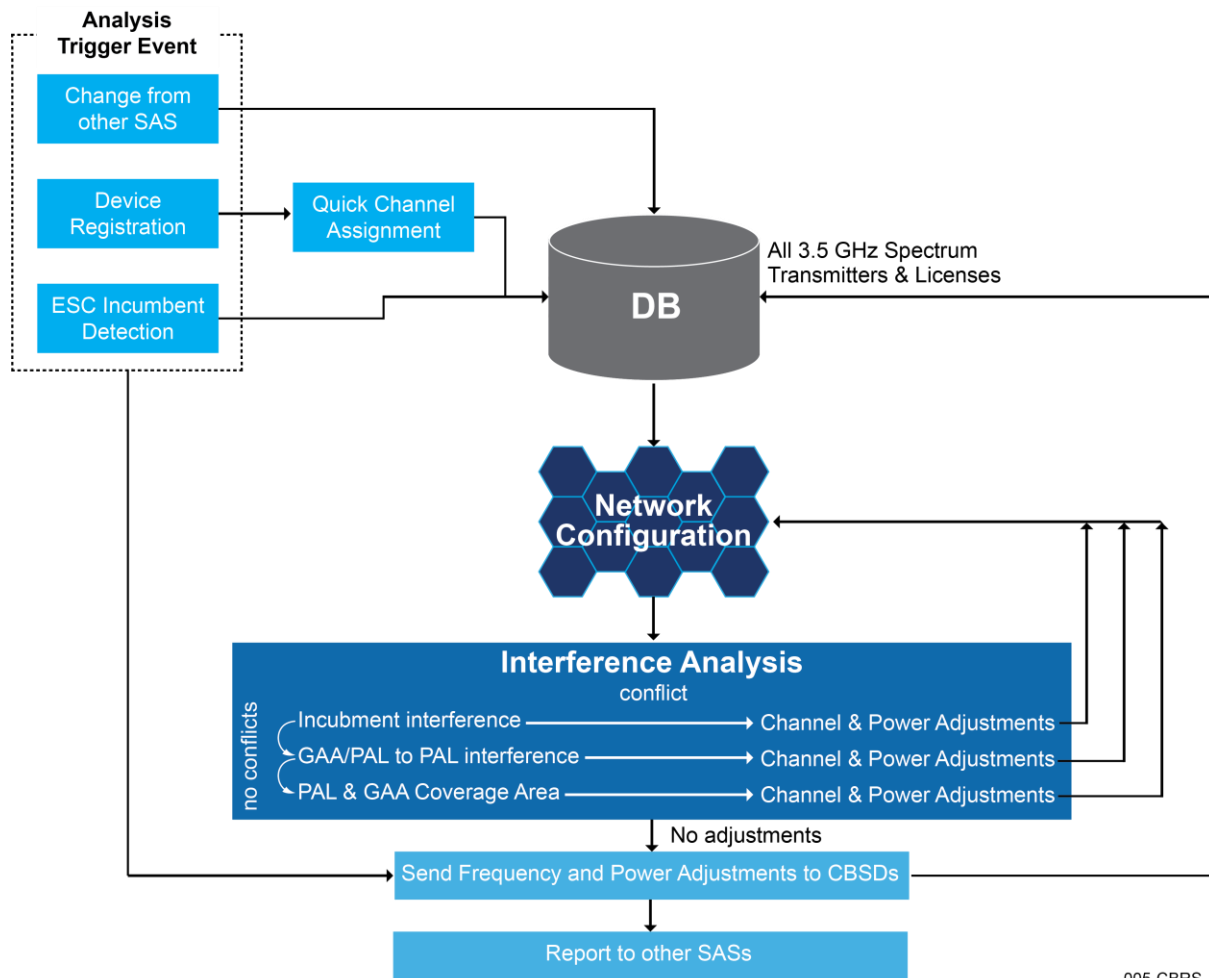 Analysis
Trigger Event
Change from
other SAS
Device
Registration
Quick Channel
Assignment
ESC Incumbent
Detection
DB
All 3.5 GHz Spectrum
Transmitters & Licenses
Network
Configuration
Interference Analysis
conflict
no conflicts
Incubment interference
Channel & Power Adjustments
GAA/PAL to PAL interference
Channel & Power Adjustments
PAL & GAA Coverage Area
Channel & Power Adjustments
No adjustments
Send Frequency and Power Adjustments to CBSDs
Report to other SASs